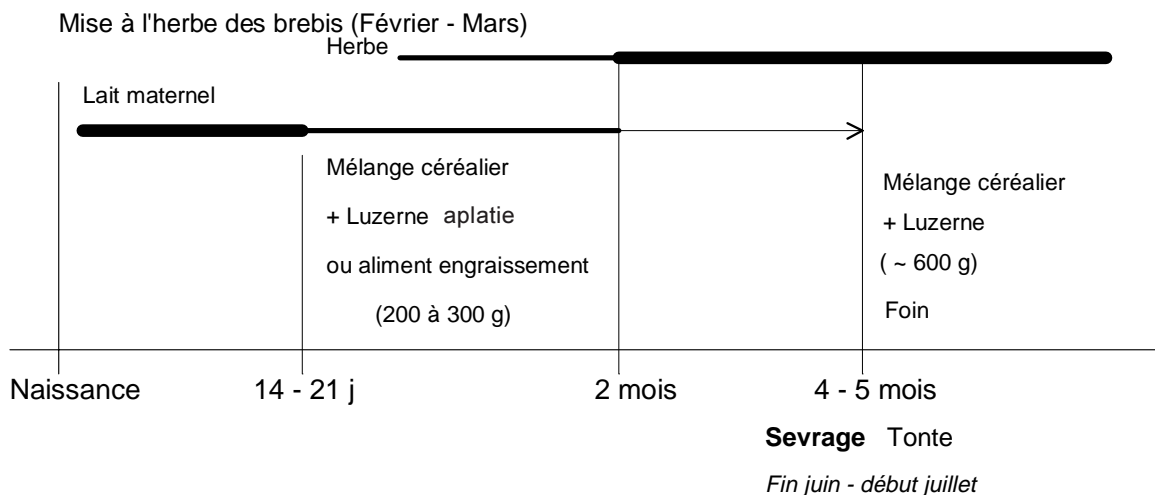 Mise à l'herbe des brebis (Février - Mars)
Herbe
Lait maternel
Mélange céréalier
+ Luzerne aplatie
ou aliment engraissement
(200 à 300 g)
Mélange céréalier
+ Luzerne
( ~ 600 g)
Foin
Naissance
14 - 21 j
2 mois
4 - 5 mois
Sevrage Tonte
Fin juin - début juillet